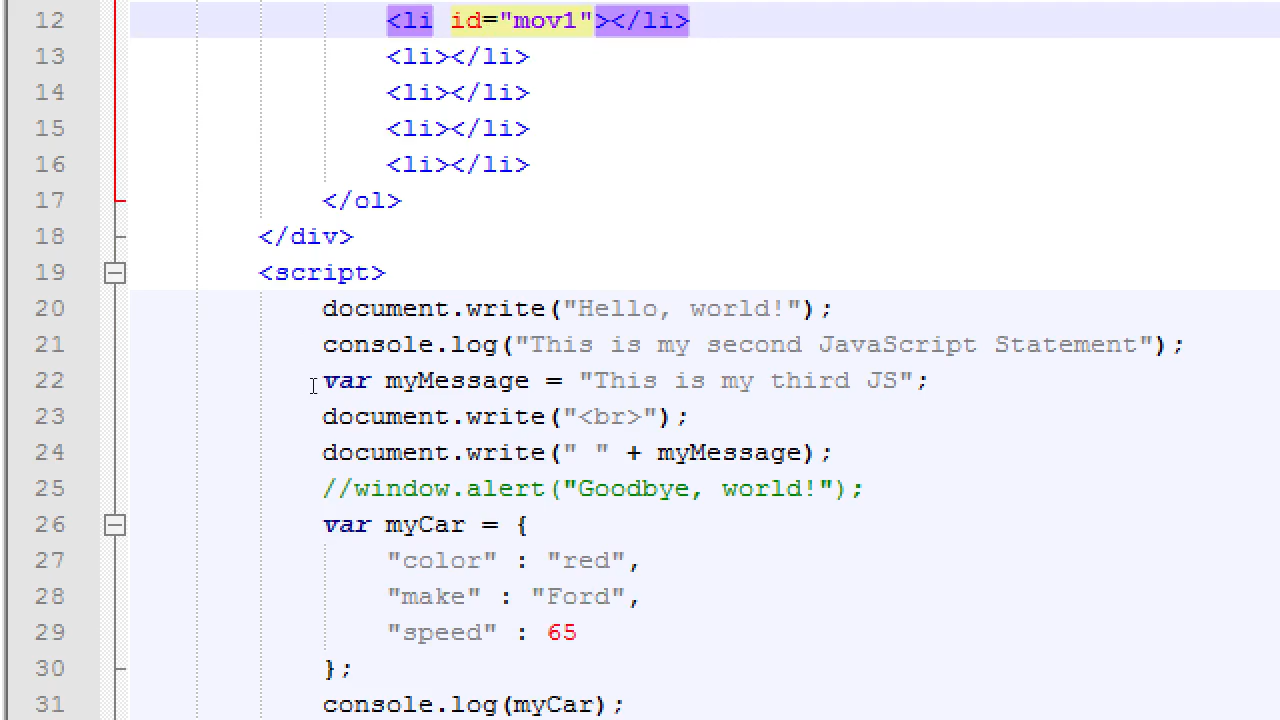 12 <li id="mov1"></li>
13 <li></li>
14 <li></li>
15 <li></li>
16 <li></li>
17 </ol>
18 </div>
19 <script>
20 document.write("Hello, world!");
21 console.log("This is my second JavaScript Statement");
22 var myMessage = "This is my third JS";
23 document.write("<br>");
24 document.write(" " + myMessage);
25 //window.alert("Goodbye, world!");
26 var myCar = {
27 "color" : "red",
28 "make" : "Ford",
29 "speed" : 65
30 };
31 console.log(myCar);